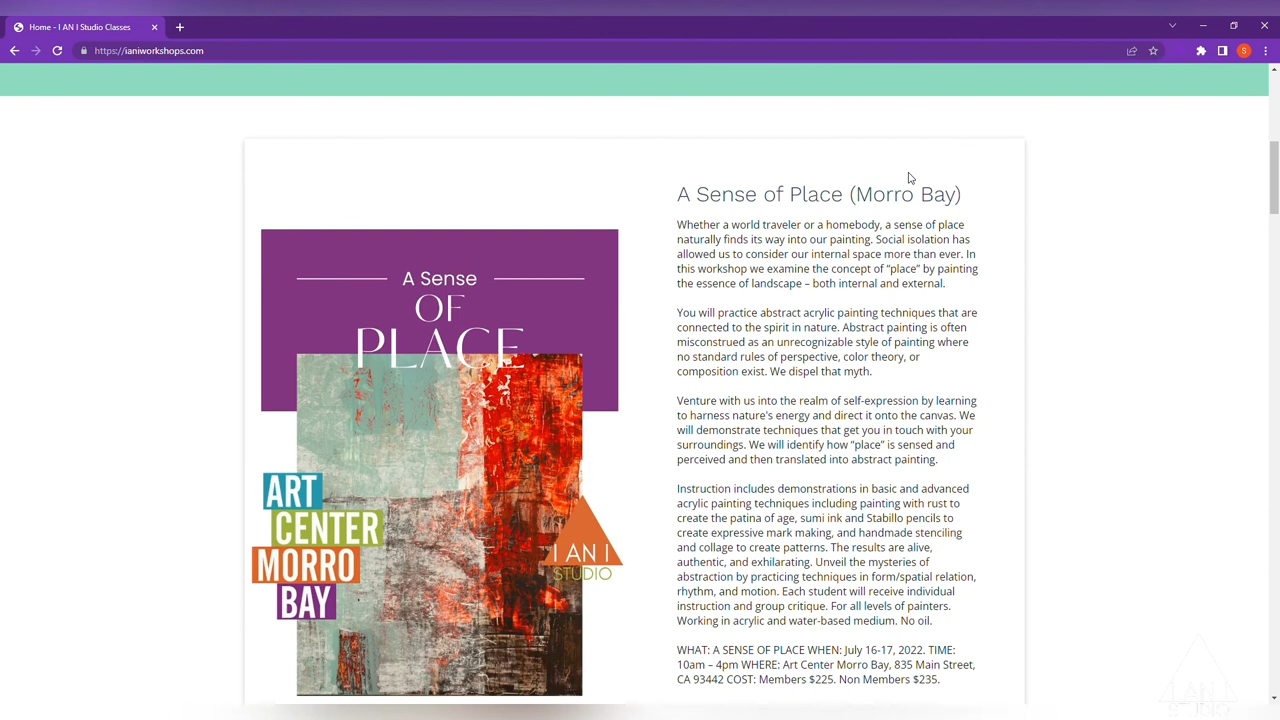 Home - I AN I Studio Classes
https://ianiworkshops.com
S
A Sense
OF
PLACE
ART
CENTER
MORRO
BAY
I AN I
STUDIO
A Sense of Place (Morro Bay)
Whether a world traveler or a homebody, a sense of place
naturally finds its way into our painting. Social isolation has
allowed us to consider our internal space more than ever. In
this workshop we examine the concept of “place” by painting
the essence of landscape – both internal and external.
You will practice abstract acrylic painting techniques that are
connected to the spirit in nature. Abstract painting is often
misconstrued as an unrecognizable style of painting where
no standard rules of perspective, color theory, or
composition exist. We dispel that myth.
Venture with us into the realm of self-expression by learning
to harness nature's energy and direct it onto the canvas. We
will demonstrate techniques that get you in touch with your
surroundings. We will identify how “place” is sensed and
perceived and then translated into abstract painting.
Instruction includes demonstrations in basic and advanced
acrylic painting techniques including painting with rust to
create the patina of age, sumi ink and Stabillo pencils to
create expressive mark making, and handmade stenciling
and collage to create patterns. The results are alive,
authentic, and exhilarating. Unveil the mysteries of
abstraction by practicing techniques in form/spatial relation,
rhythm, and motion. Each student will receive individual
instruction and group critique. For all levels of painters.
Working in acrylic and water-based medium. No oil.
WHAT: A SENSE OF PLACE WHEN: July 16-17, 2022. TIME:
10am – 4pm WHERE: Art Center Morro Bay, 835 Main Street,
CA 93442 COST: Members $225. Non Members $235.
I AN I
STUDIO